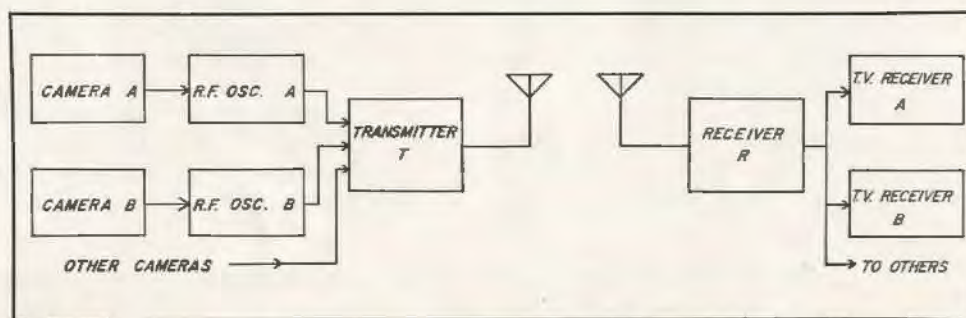 CAMERA A
R.F. OSC. A
TRANSMITTER
T
RECEIVER
R
T.V. RECEIVER
A
CAMERA B
R.F. OSC. B
T.V. RECEIVER
B
OTHER CAMERAS
TO OTHERS